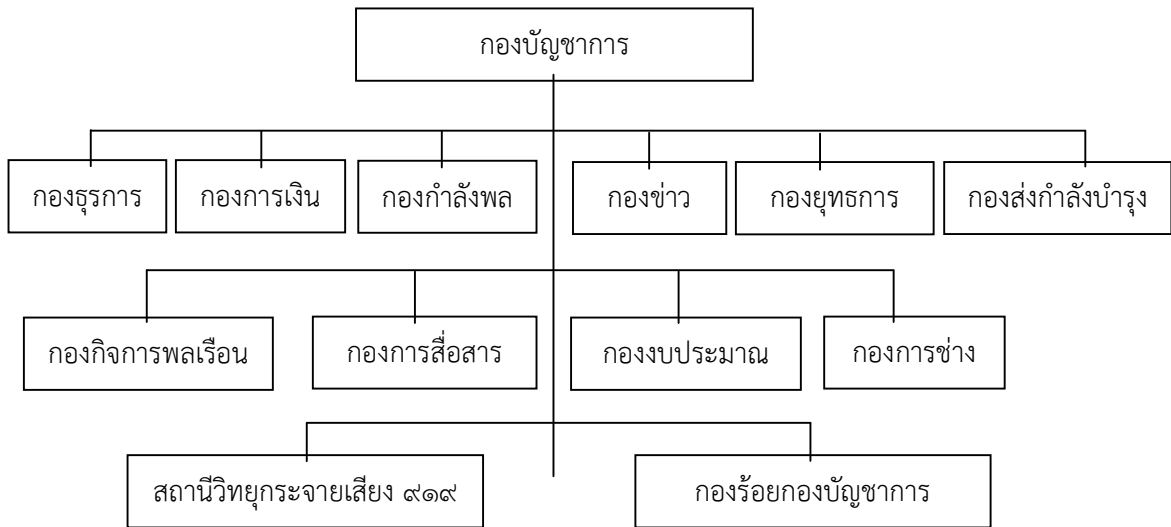 กองบัญชาการ
กองธุรการ กองการเงิน กองกำลังพล กองข่าว กองยุทธการ กองส่งกำลังบำรุง
กองกิจการพลเรือน กองการสื่อสาร กองงบประมาณ กองการช่าง
สถานีวิทยุกระจายเสียง ๙๑๙ กองร้อยกองบัญชาการ